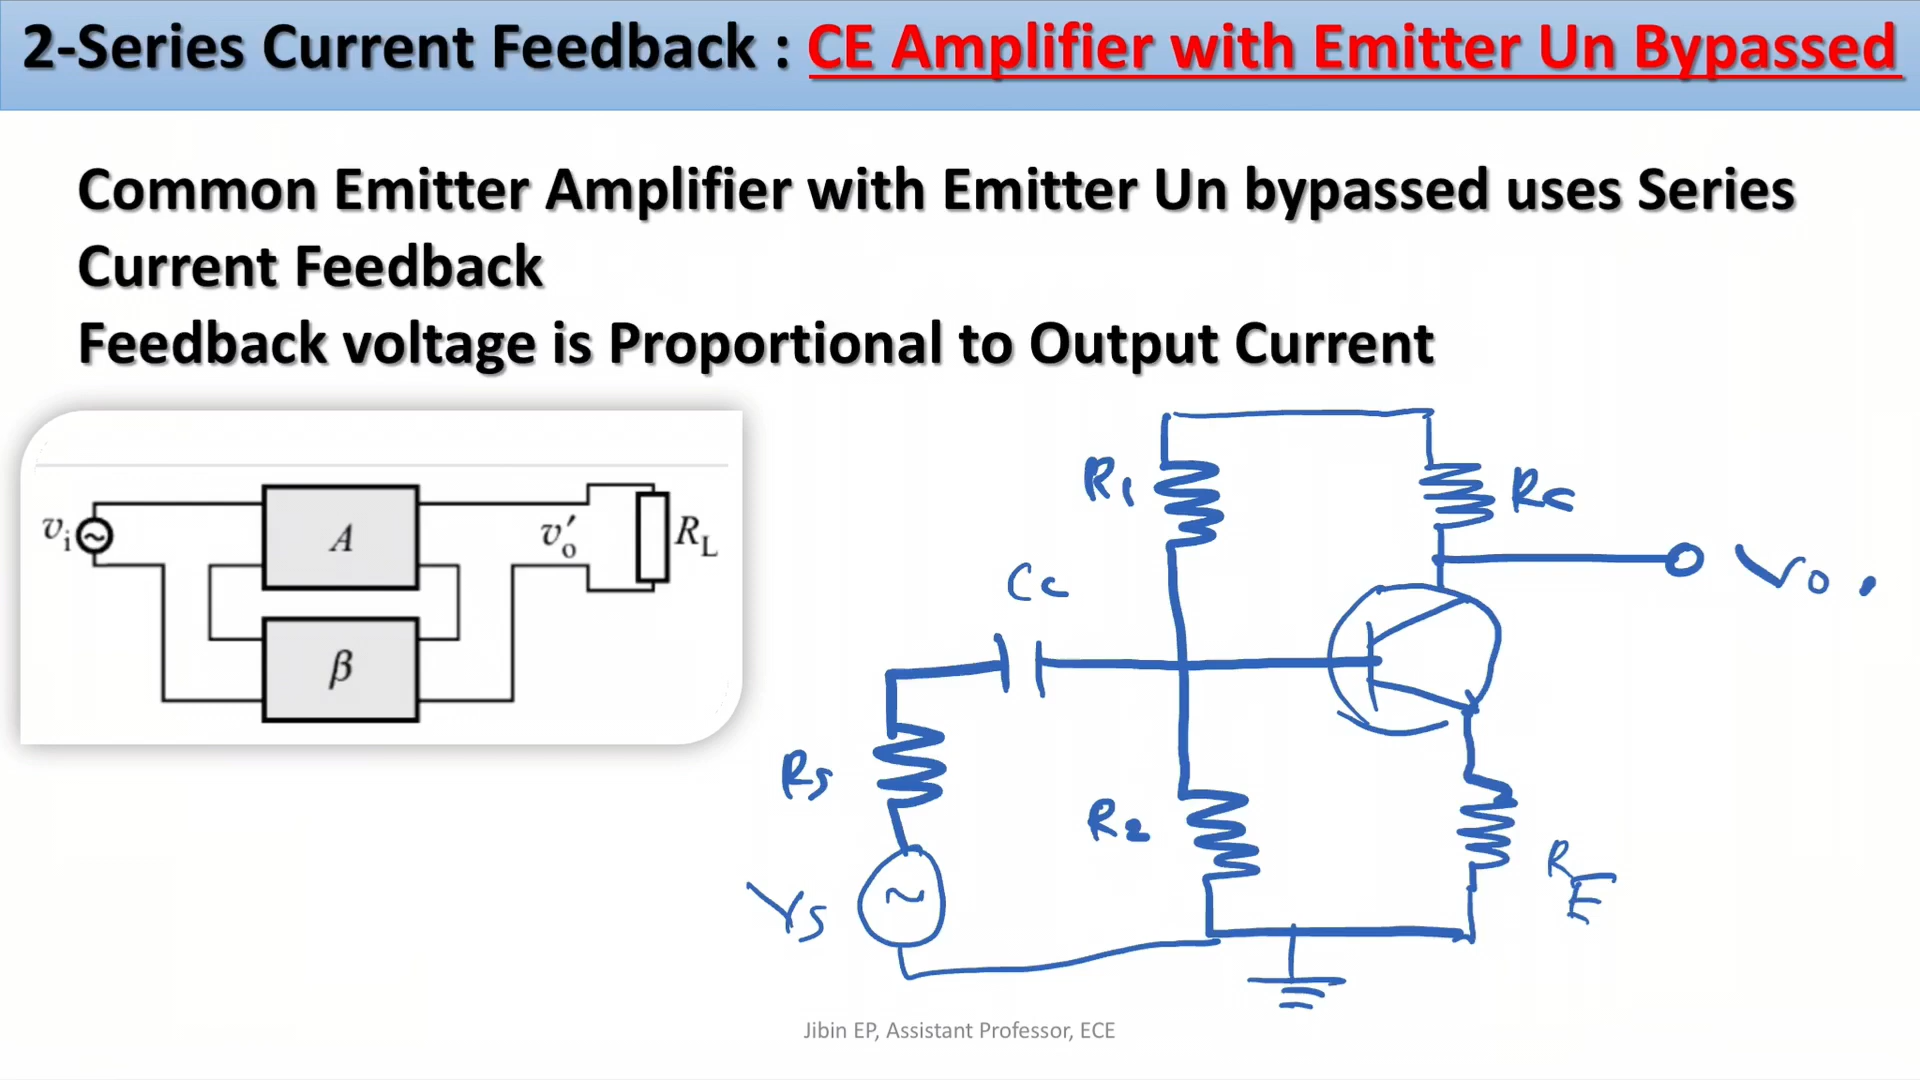 2-Series Current Feedback : CE Amplifier with Emitter Un Bypassed
Common Emitter Amplifier with Emitter Un bypassed uses Series
Current Feedback
Feedback voltage is Proportional to Output Current
vi
A
v′o
RL
β
R1
Rc
Cc
Vo
Rs
R2
RE
Vs
Jibin EP, Assistant Professor, ECE